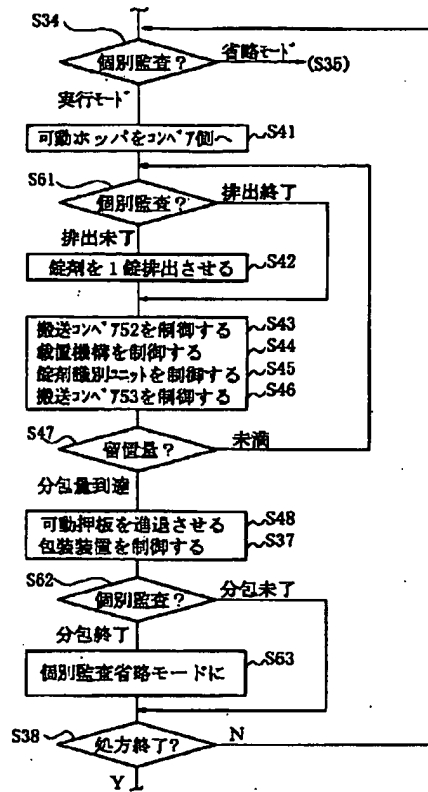 S34
個別監査?
省略モード
(S35)
実行モード
可動ホッパをコンベア側へ
S41
S61
個別監査?
排出終了
排出未了
錠剤を1錠排出させる
S42
搬送コンベア52を制御する
S43
載置機構を制御する
S44
錠剤識別ユニットを制御する
S45
搬送コンベア53を制御する
S46
S47
留置量?
未満
分包量到達
可動押板を進退させる
S48
包装装置を制御する
S37
S62
個別監査?
分包未了
分包終了
個別監査省略モードに
S63
S38
処方終了?
N
Y